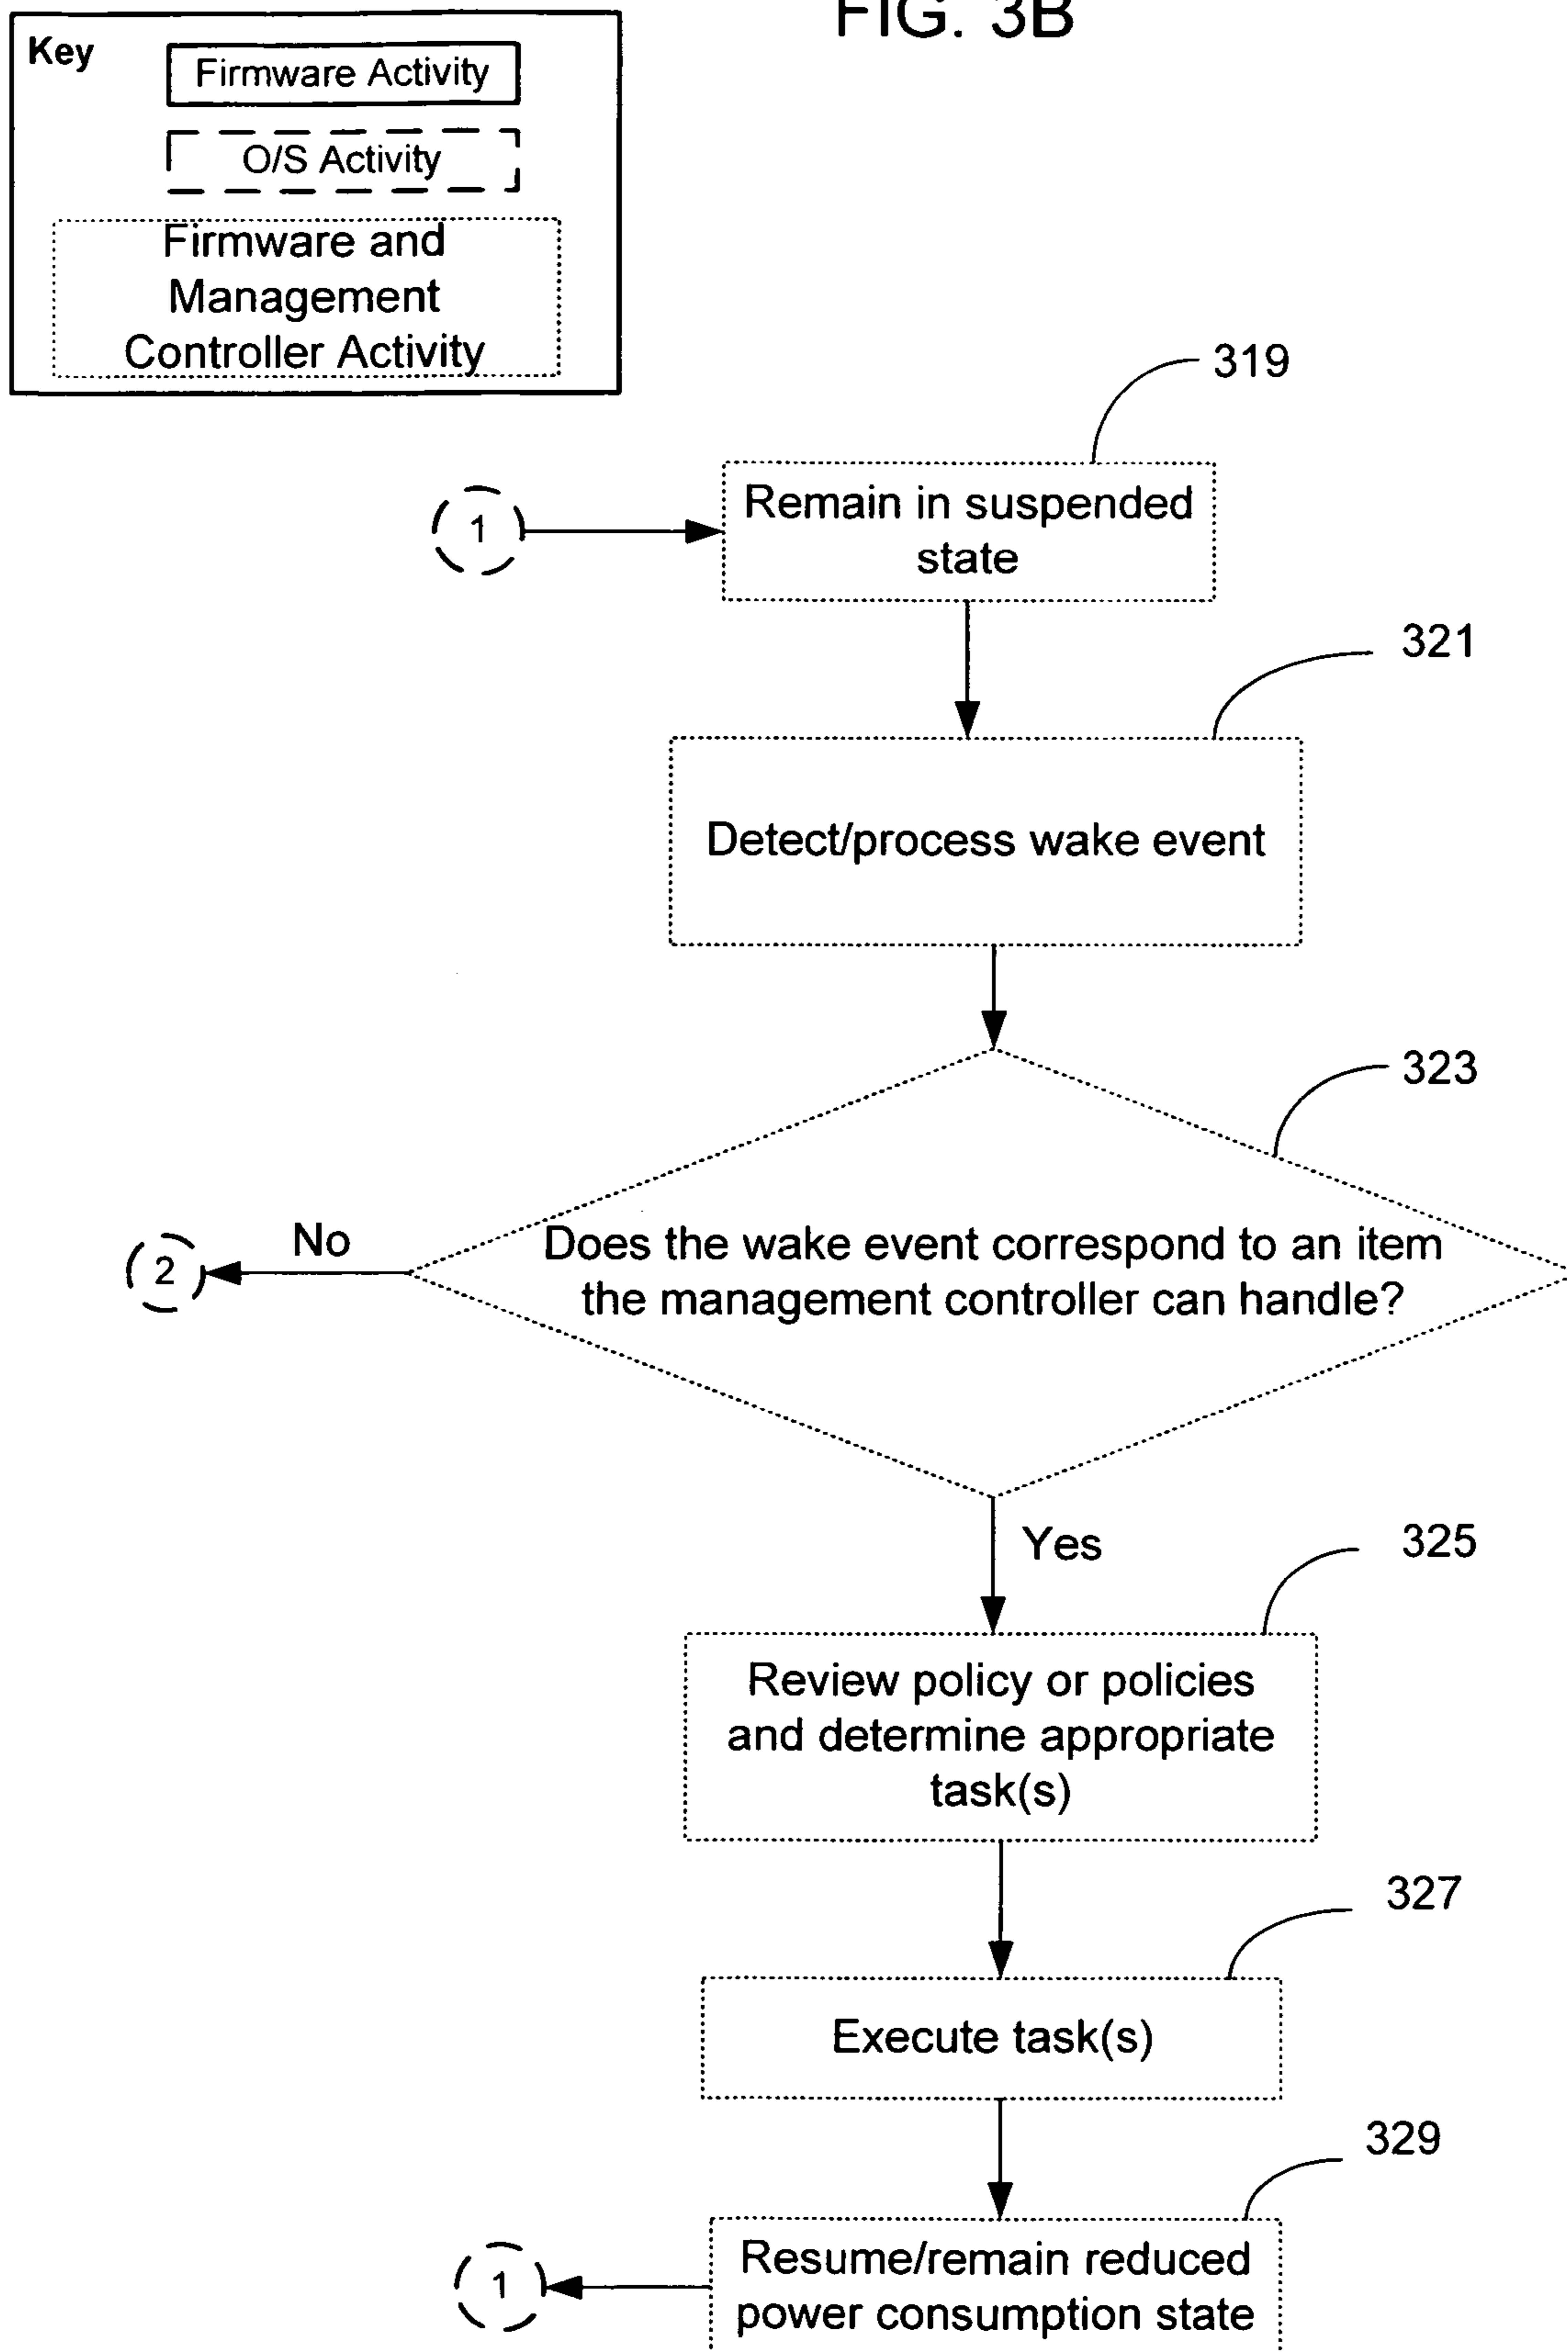 FIG. 3B
Key
Firmware Activity
O/S Activity
Firmware and
Management
Controller Activity
319
1
Remain in suspended
state
321
Detect/process wake event
323
2
No
Does the wake event correspond to an item
the management controller can handle?
Yes
325
Review policy or policies
and determine appropriate
task(s)
327
Execute task(s)
329
1
Resume/remain reduced
power consumption state